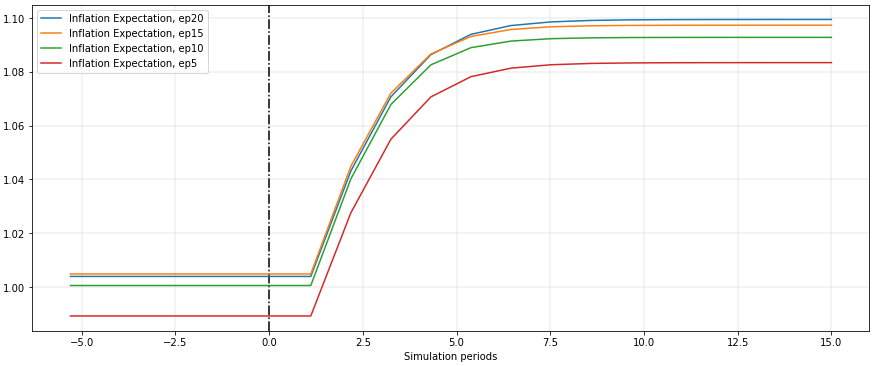 Inflation Expectation, ep20
Inflation Expectation, ep15
Inflation Expectation, ep10
Inflation Expectation, ep5
1.10
1.08
1.06
1.04
1.02
1.00
−5.0 −2.5 0.0 2.5 5.0 7.5 10.0 12.5 15.0
Simulation periods